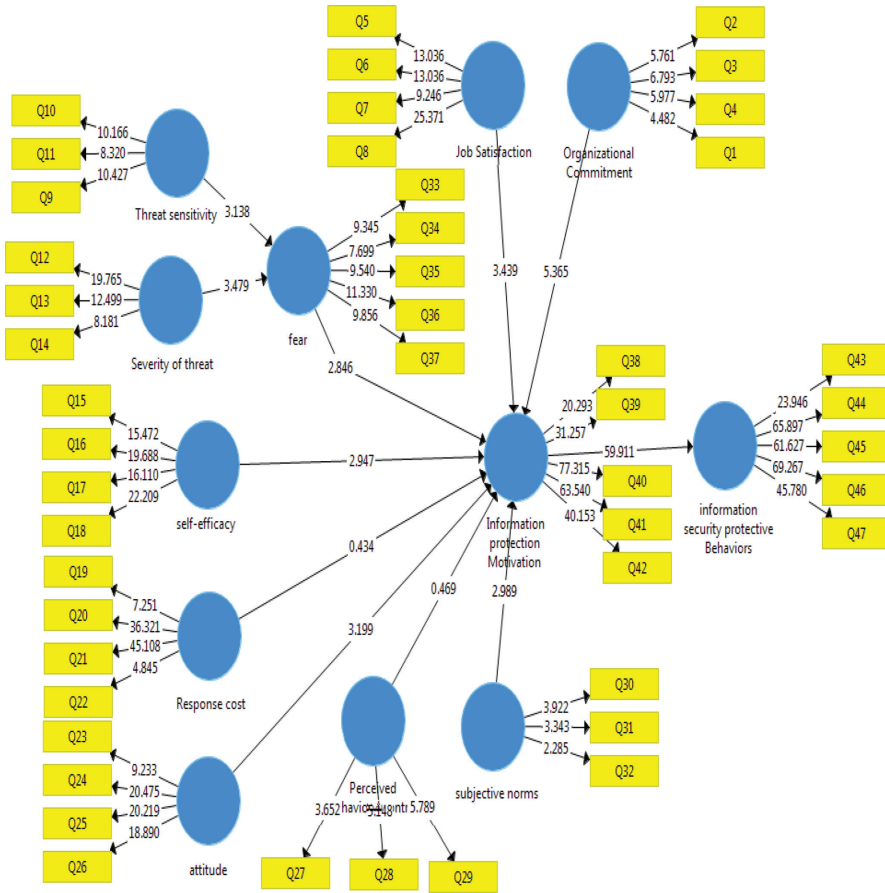 Q5
Q6
Q7
Q8
13.036
13.036
9.246
25.371
Job Satisfaction
Q2
Q3
Q4
Q1
5.761
6.793
5.977
4.482
Organizational
Commitment
Q10
Q11
Q9
10.166
8.320
10.427
Threat sensitivity
3.138
Q12
Q13
Q14
19.765
12.499
8.181
Severity of threat
3.479
fear
Q33
Q34
Q35
Q36
Q37
9.345
7.699
9.540
11.330
9.856
2.846
3.439
5.365
Q15
Q16
Q17
Q18
15.472
19.688
16.110
22.209
self-efficacy
2.947
Q38
Q39
Q40
Q41
Q42
20.293
31.257
77.315
63.540
40.153
Information
protection
Motivation
59.911
Q43
Q44
Q45
Q46
Q47
23.946
65.897
61.627
69.267
45.780
information
security protective
Behaviors
Q19
Q20
Q21
Q22
7.251
36.321
45.108
4.845
Response cost
0.434
Q23
Q24
Q25
Q26
9.233
20.475
20.219
18.890
attitude
3.199
0.469
2.989
Perceived
3.652
5.789
Q27
Q28
Q29
Q30
Q31
Q32
3.922
3.343
2.285
subjective norms